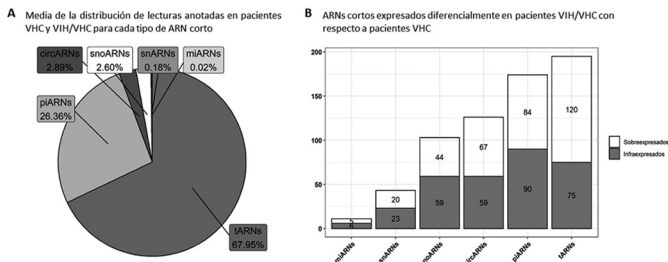 A Media de la distribución de lecturas anotadas en pacientes
VHC y VIH/VHC para cada tipo de ARN corto
circARNs
2.89%
snoARNs
2.60%
snARNs
0.18%
miARNs
0.02%
piARNs
26.36%
tARNs
67.95%
B ARNs cortos expresados diferencialmente en pacientes VIH/VHC con
respecto a pacientes VHC
200
150
100
50
0
20
23
44
59
67
59
84
90
120
75
miARNs
snARNs
snoARNs
circARNs
piARNs
tARNs
Sobreexpresados
Infraexpresados